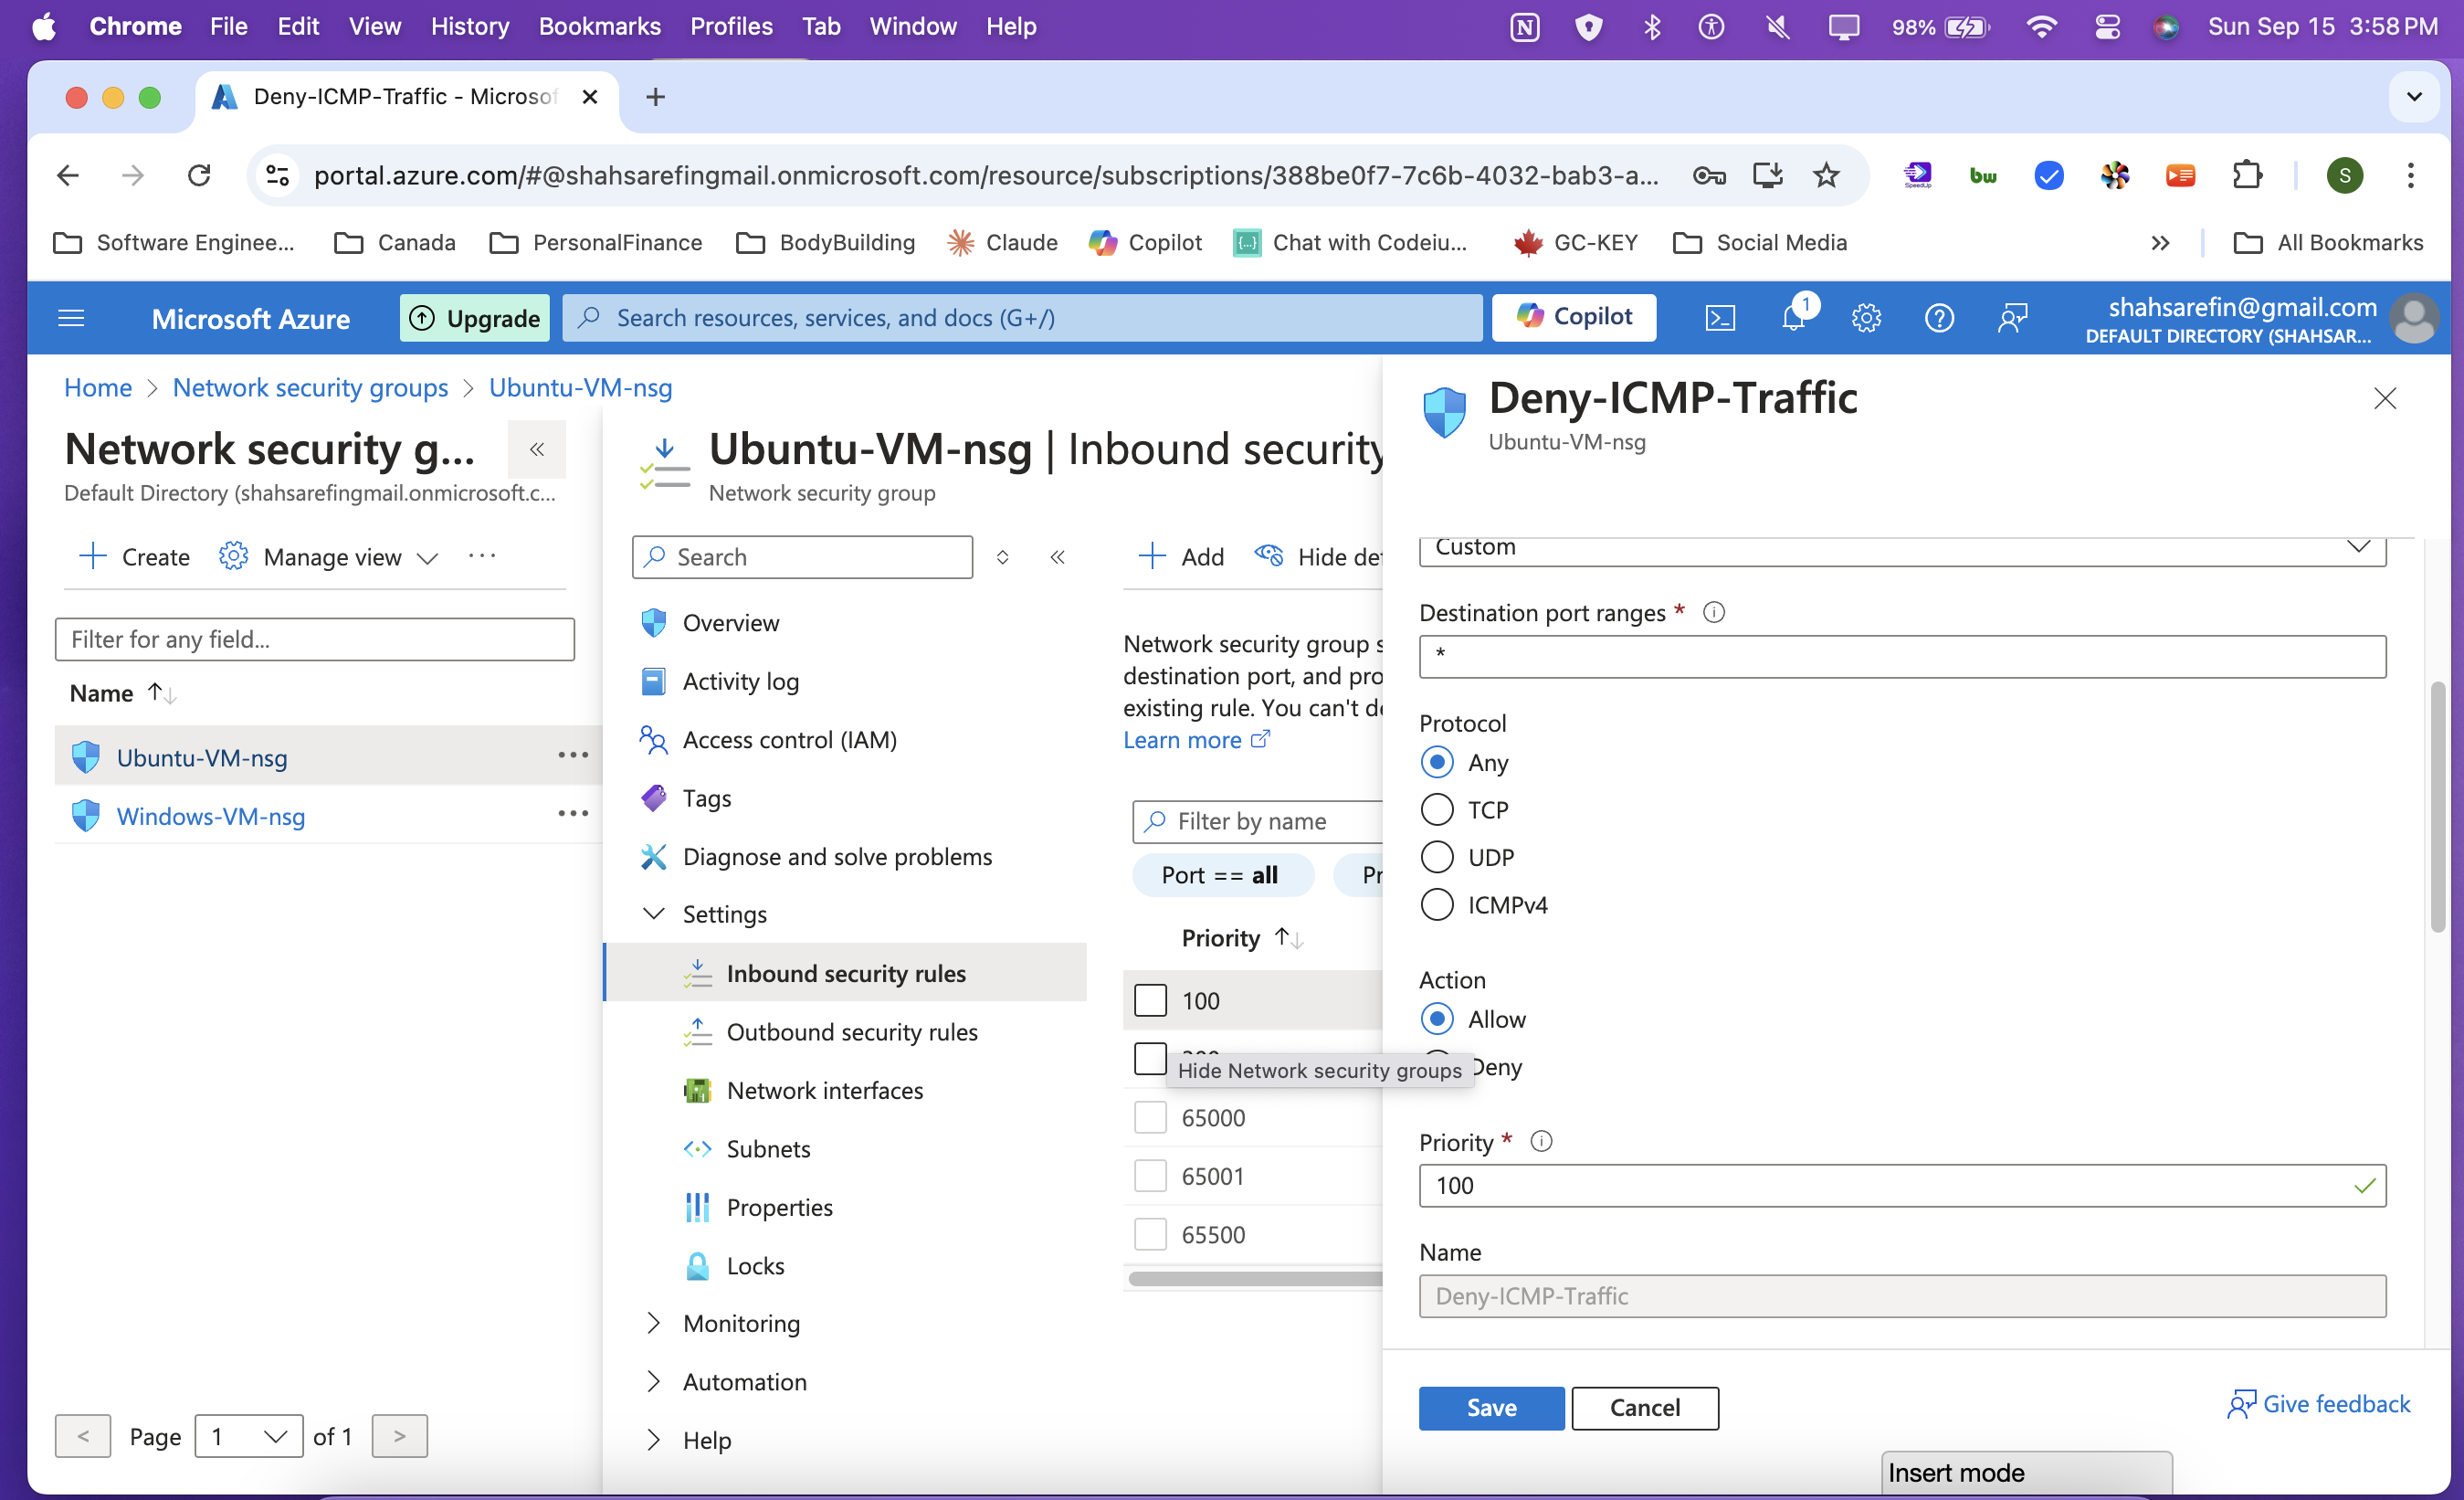 Chrome File Edit View History Bookmarks Profiles Tab Window Help 98% Sun Sep 15 3:58 PM
Deny-ICMP-Traffic - Microsof
portal.azure.com/#@shahsarefingmail.onmicrosoft.com/resource/subscriptions/388be0f7-7c6b-4032-bab3-a... SpeedUp bw S
Software Enginee... Canada PersonalFinance BodyBuilding Claude Copilot Chat with Codeiu... GC-KEY Social Media » All Bookmarks
Microsoft Azure Upgrade Search resources, services, and docs (G+/) Copilot 1 shahsarefin@gmail.com
DEFAULT DIRECTORY (SHAHSAR...
Home > Network security groups > Ubuntu-VM-nsg
Network security g... «
Default Directory (shahsarefingmail.onmicrosoft.c...
+ Create Manage view ...
Filter for any field...
Name ↑↓
Ubuntu-VM-nsg ...
Windows-VM-nsg ...
< Page 1 of 1 >
Ubuntu-VM-nsg | Inbound security
Network security group
Search «
Overview
Activity log
Access control (IAM)
Tags
Diagnose and solve problems
Settings
Inbound security rules
Outbound security rules
Network interfaces
Subnets
Properties
Locks
Monitoring
Automation
Help
+ Add Hide de
Network security group s
destination port, and pro
existing rule. You can't d
Learn more
Filter by name
Port == all Pr
Priority ↑↓
100
Hide Network security groups
65000
65001
65500
Deny-ICMP-Traffic
Ubuntu-VM-nsg
Custom
Destination port ranges *
*
Protocol
Any
TCP
UDP
ICMPv4
Action
Allow
Deny
Priority *
100
Name
Deny-ICMP-Traffic
Save Cancel Give feedback
Insert mode